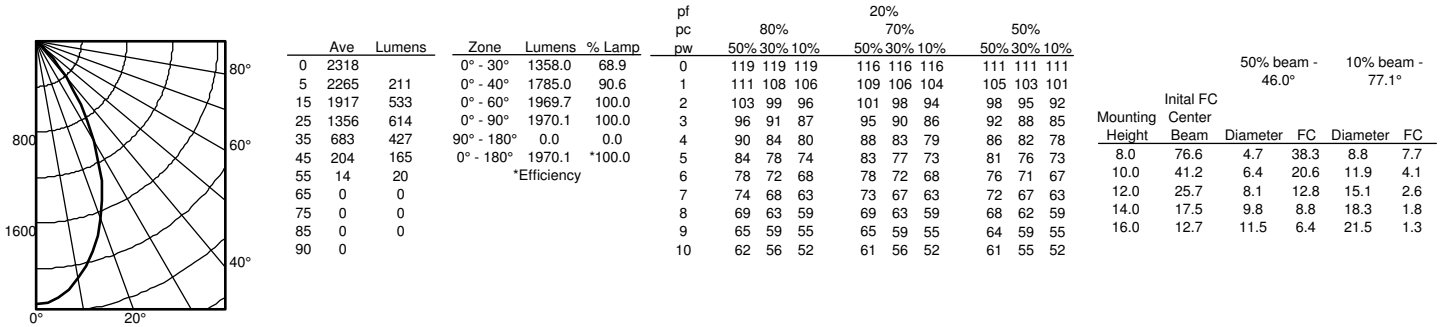 800
1600
0°
20°
40°
60°
80°
Ave Lumens
0 2318
5 2265 211
15 1917 533
25 1356 614
35 683 427
45 204 165
55 14 20
65 0 0
75 0 0
85 0 0
90 0
Zone Lumens % Lamp
0° - 30° 1358.0 68.9
0° - 40° 1785.0 90.6
0° - 60° 1969.7 100.0
0° - 90° 1970.1 100.0
90° - 180° 0.0 0.0
0° - 180° 1970.1 *100.0
*Efficiency
pf 20%
pc 80% 70% 50%
pw 50% 30% 10% 50% 30% 10% 50% 30% 10%
0 119 119 119 116 116 116 111 111 111
1 111 108 106 109 106 104 105 103 101
2 103 99 96 101 98 94 98 95 92
3 96 91 87 95 90 86 92 88 85
4 90 84 80 88 83 79 86 82 78
5 84 78 74 83 77 73 81 76 73
6 78 72 68 78 72 68 76 71 67
7 74 68 63 73 67 63 72 67 63
8 69 63 59 69 63 59 68 62 59
9 65 59 55 65 59 55 64 59 55
10 62 56 52 61 56 52 61 55 52
50% beam - 10% beam -
46.0° 77.1°
Inital FC
Mounting Center
Height Beam Diameter FC Diameter FC
8.0 76.6 4.7 38.3 8.8 7.7
10.0 41.2 6.4 20.6 11.9 4.1
12.0 25.7 8.1 12.8 15.1 2.6
14.0 17.5 9.8 8.8 18.3 1.8
16.0 12.7 11.5 6.4 21.5 1.3